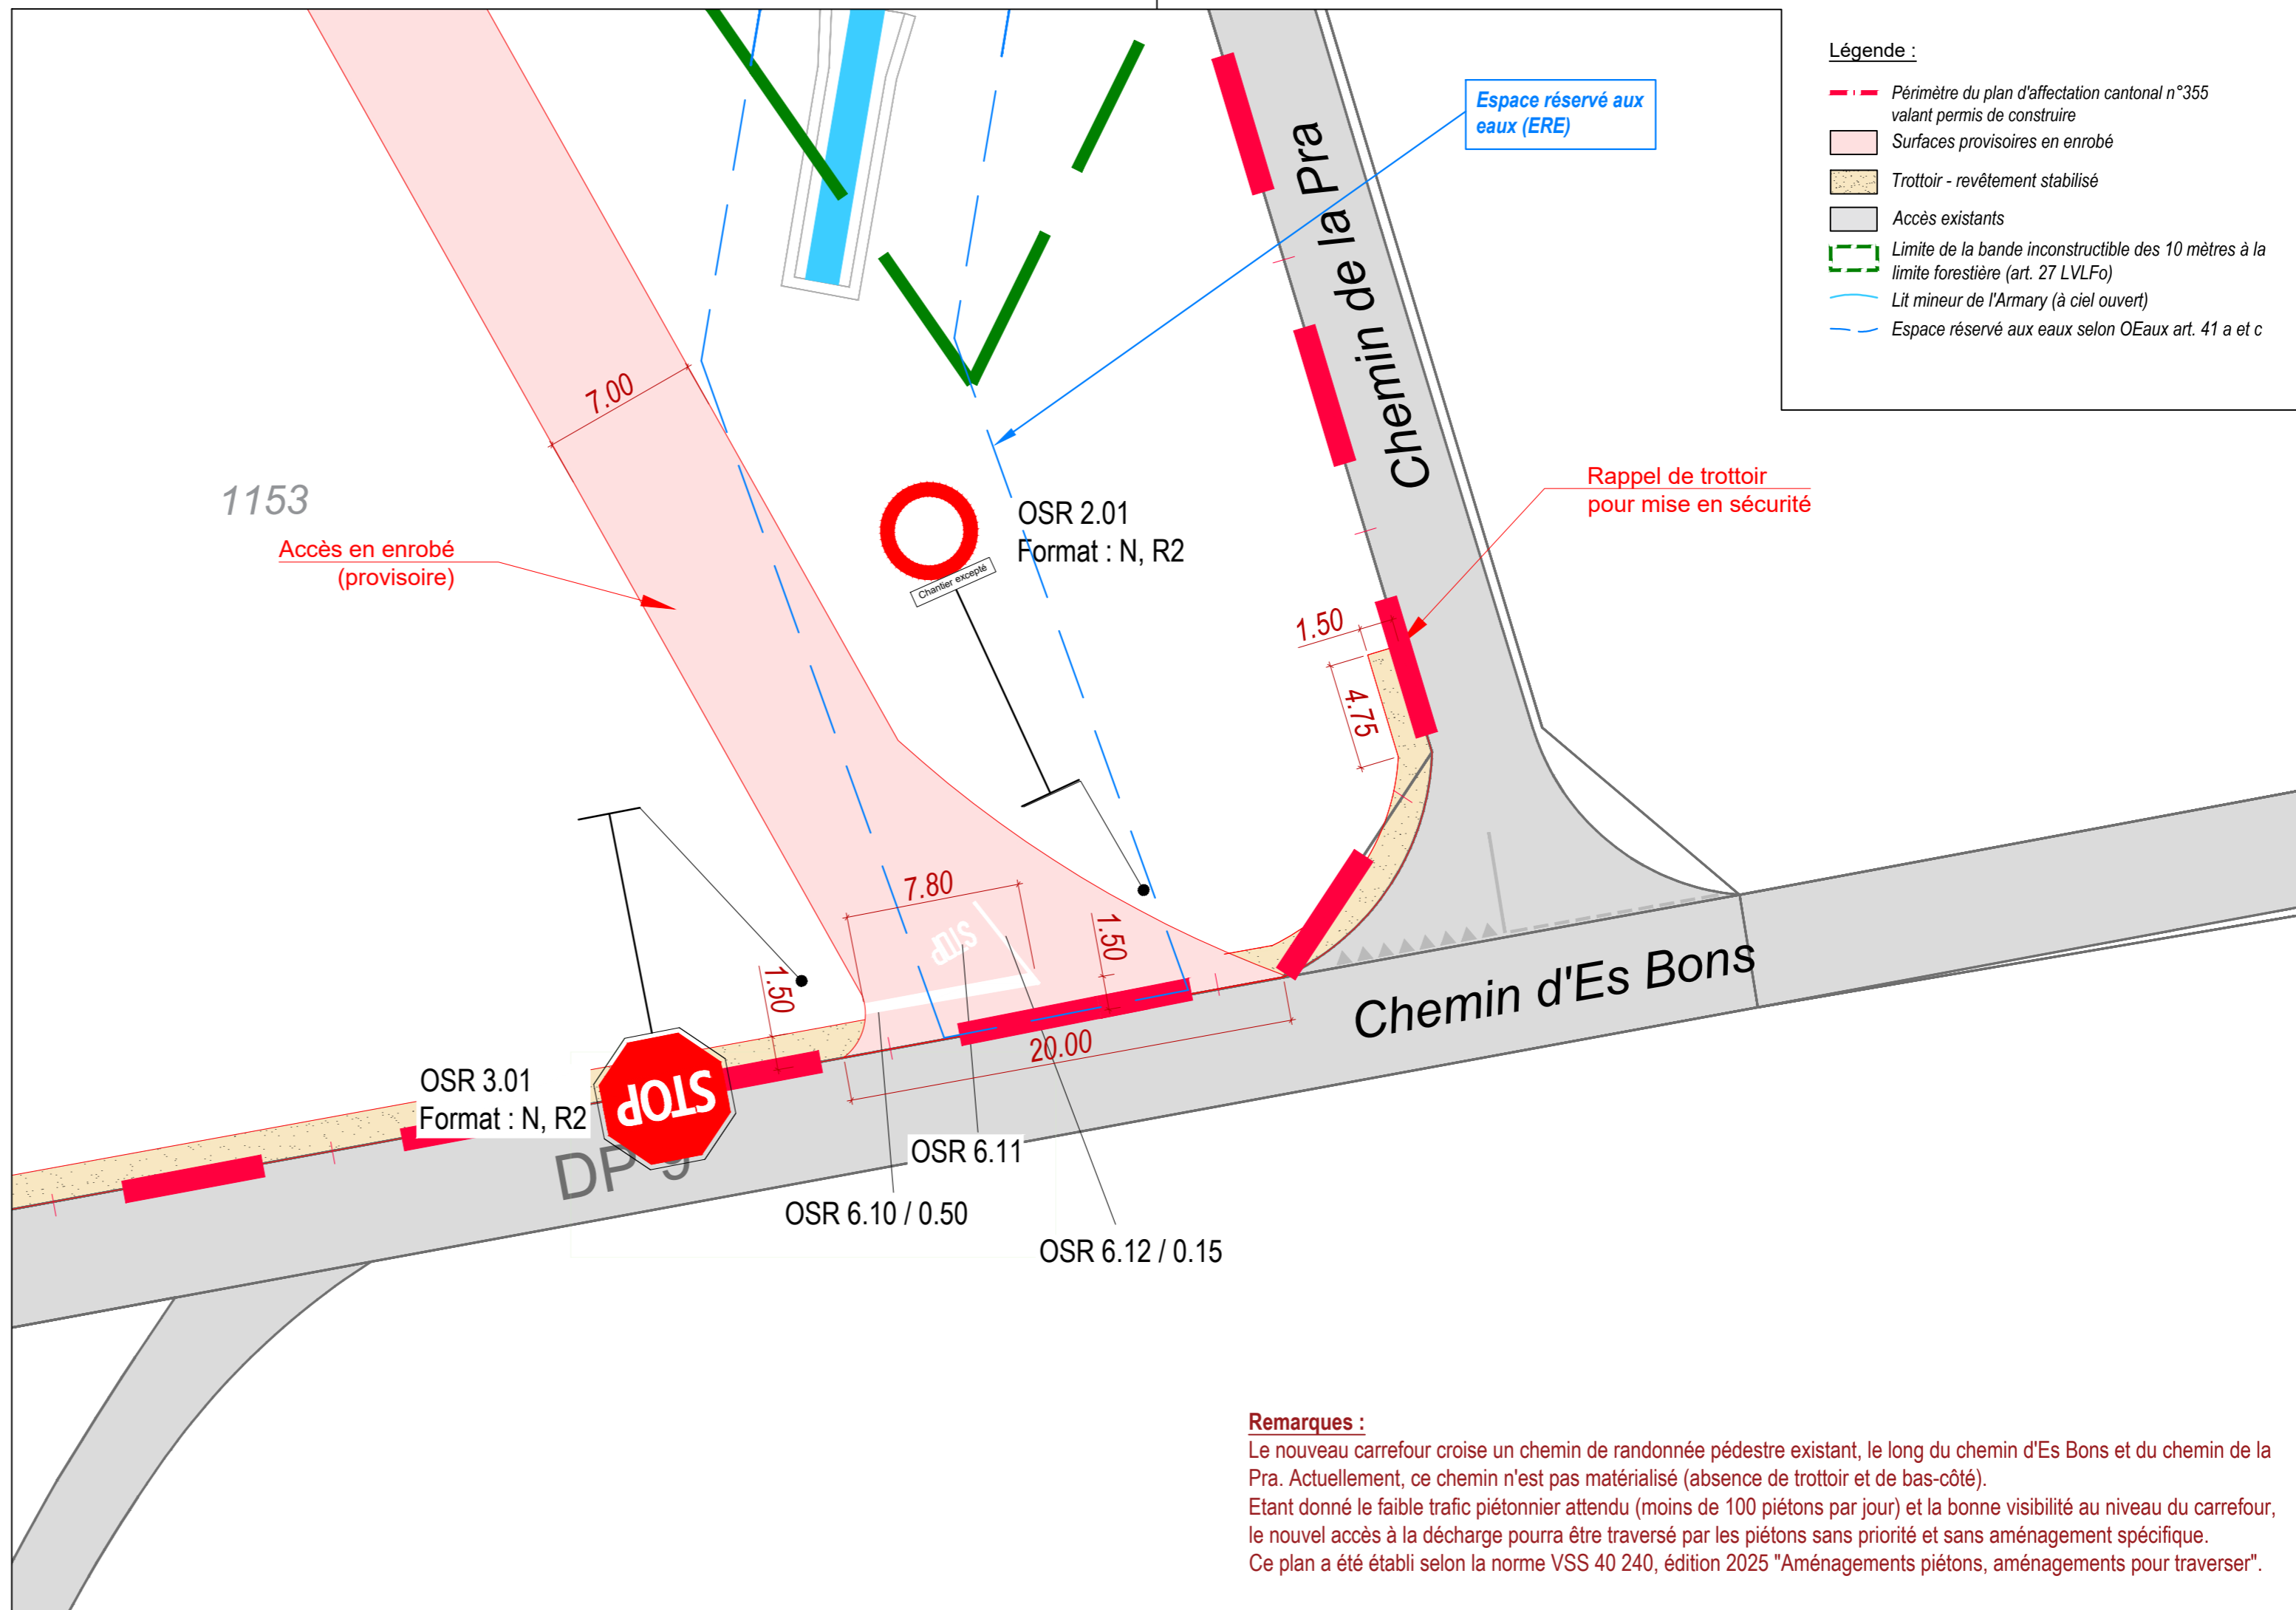 Légende :
Périmètre du plan d'affectation cantonal n°355
valant permis de construire
Surfaces provisoires en enrobé
Trottoir - revêtement stabilisé
Accès existants
Limite de la bande inconstructible des 10 mètres à la
limite forestière (art. 27 LVLFo)
Lit mineur de l'Armary (à ciel ouvert)
Espace réservé aux eaux selon OEaux art. 41 a et c
Espace réservé aux
eaux (ERE)
Chemin de la Pra
7.00
1153
Accès en enrobé
(provisoire)
OSR 2.01
Format : N, R2
Chantier excepté
Rappel de trottoir
pour mise en sécurité
1.50
4.75
7.80
STOP
1.50
1.50
20.00
Chemin d'Es Bons
OSR 3.01
Format : N, R2
STOP
DP 9
OSR 6.11
OSR 6.10 / 0.50
OSR 6.12 / 0.15
Remarques :
Le nouveau carrefour croise un chemin de randonnée pédestre existant, le long du chemin d'Es Bons et du chemin de la
Pra. Actuellement, ce chemin n'est pas matérialisé (absence de trottoir et de bas-côté).
Etant donné le faible trafic piétonnier attendu (moins de 100 piétons par jour) et la bonne visibilité au niveau du carrefour,
le nouvel accès à la décharge pourra être traversé par les piétons sans priorité et sans aménagement spécifique.
Ce plan a été établi selon la norme VSS 40 240, édition 2025 "Aménagements piétons, aménagements pour traverser".